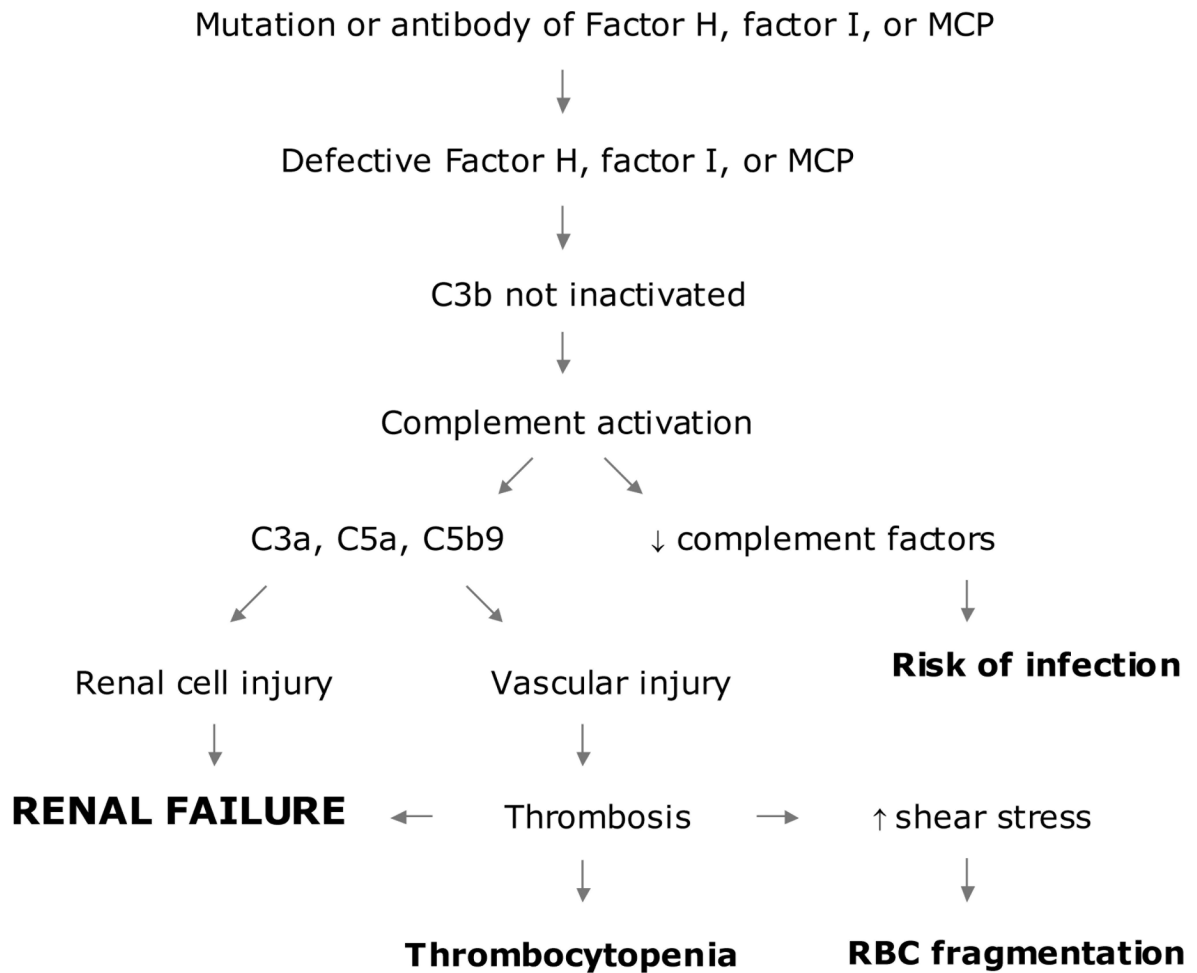 Mutation or antibody of Factor H, factor I, or MCP
Defective Factor H, factor I, or MCP
C3b not inactivated
Complement activation
C3a, C5a, C5b9
↓ complement factors
Risk of infection
Renal cell injury
Vascular injury
RENAL FAILURE
Thrombosis
↑ shear stress
Thrombocytopenia
RBC fragmentation